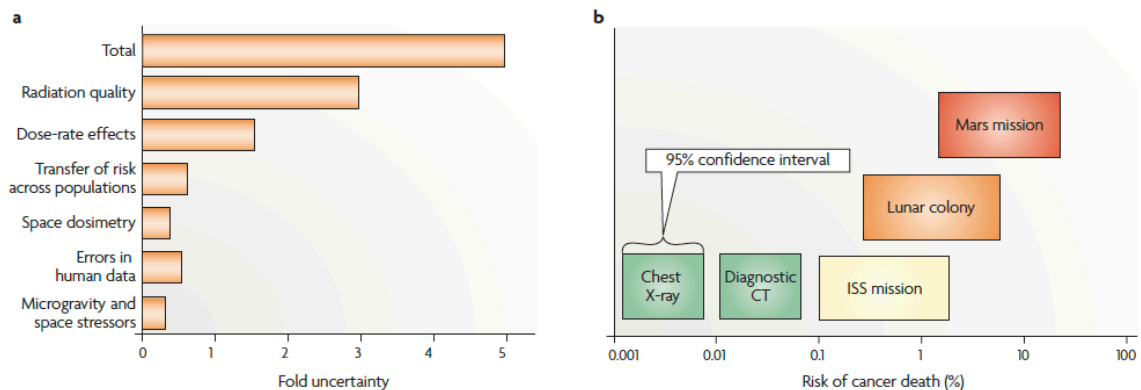 a
Total
Radiation quality
Dose-rate effects
Transfer of risk
across populations
Space dosimetry
Errors in
human data
Microgravity and
space stressors
0 1 2 3 4 5
Fold uncertainty
b
Mars mission
95% confidence interval
Lunar colony
Chest
X-ray
Diagnostic
CT
ISS mission
0.001 0.01 0.1 1 10 100
Risk of cancer death (%)